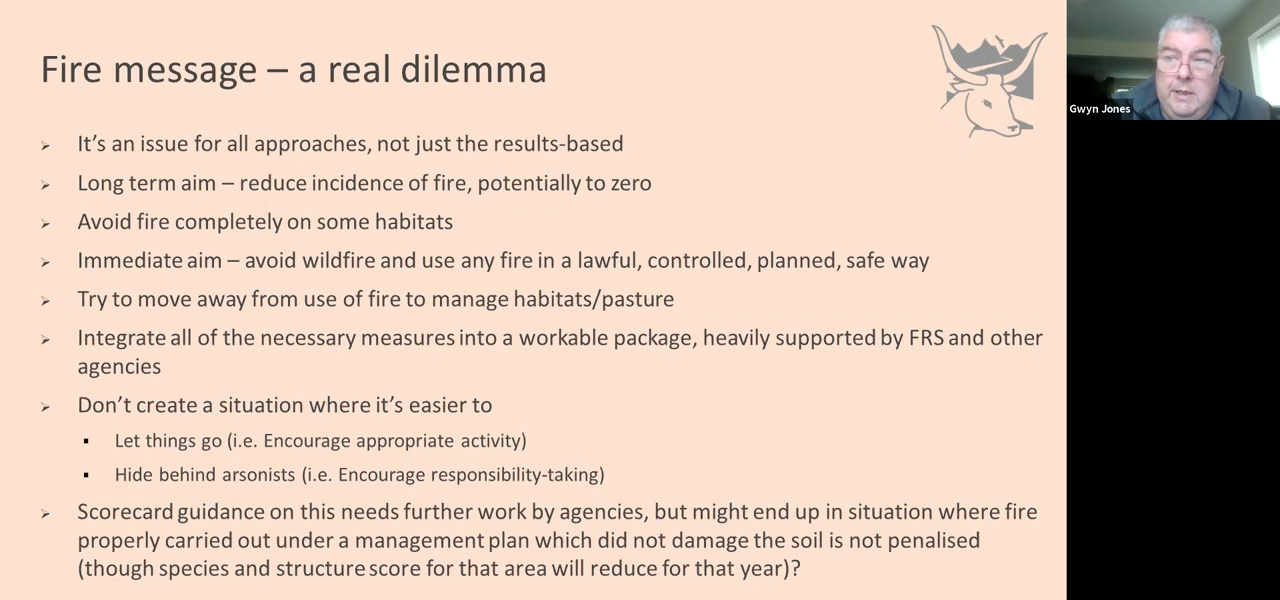 Fire message – a real dilemma
It's an issue for all approaches, not just the results-based
Long term aim – reduce incidence of fire, potentially to zero
Avoid fire completely on some habitats
Immediate aim – avoid wildfire and use any fire in a lawful, controlled, planned, safe way
Try to move away from use of fire to manage habitats/pasture
Integrate all of the necessary measures into a workable package, heavily supported by FRS and other
agencies
Don't create a situation where it's easier to
Let things go (i.e. Encourage appropriate activity)
Hide behind arsonists (i.e. Encourage responsibility-taking)
Scorecard guidance on this needs further work by agencies, but might end up in situation where fire
properly carried out under a management plan which did not damage the soil is not penalised
(though species and structure score for that area will reduce for that year)?
Gwyn Jones